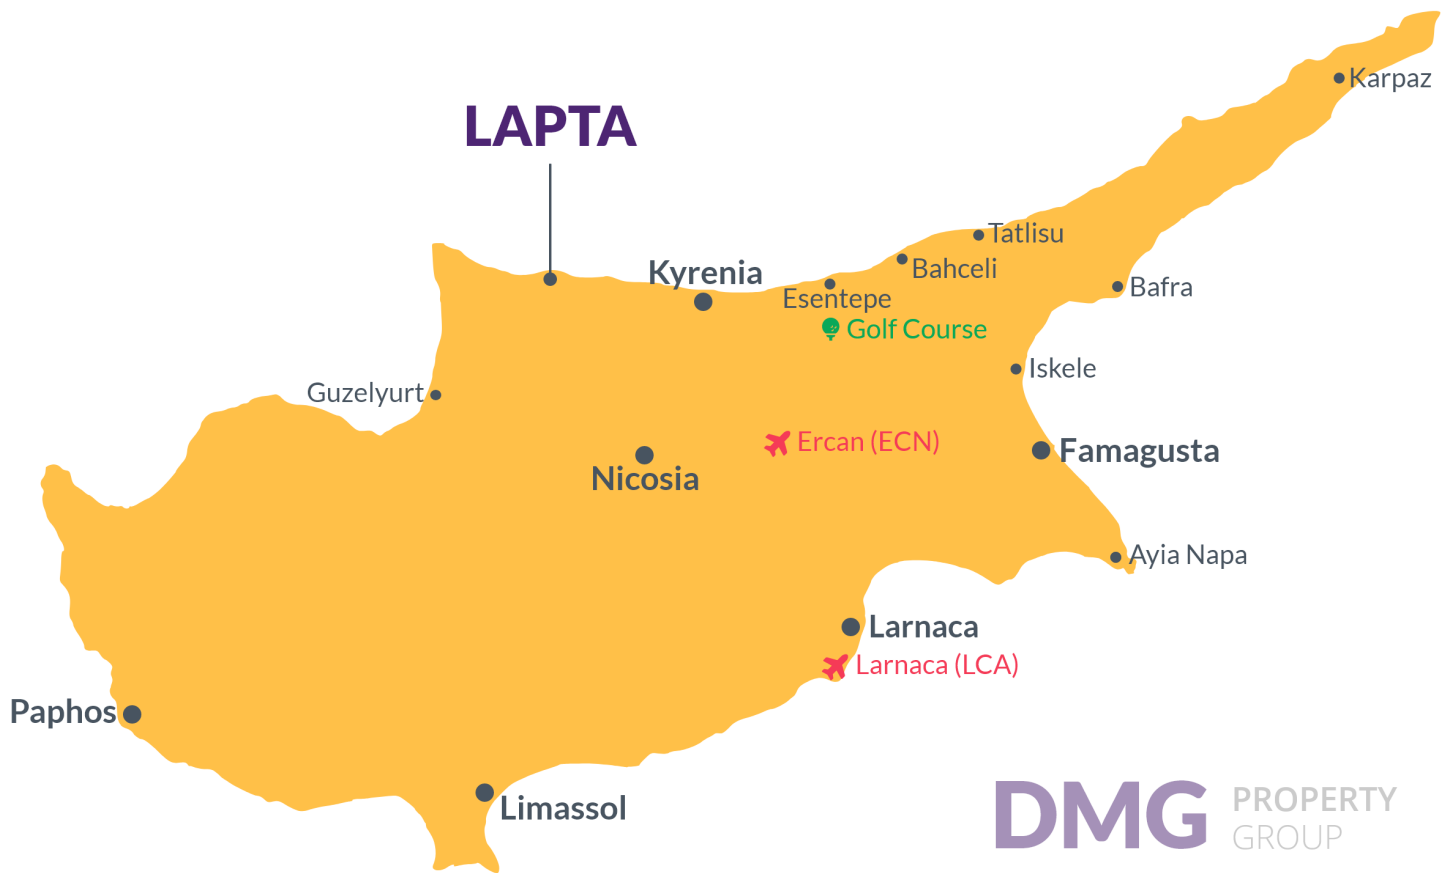 Karpaz
LAPTA
Tatlisu
Kyrenia
Bahceli
Bafra
Esentepe
Golf Course
Iskele
Guzelyurt
Ercan (ECN)
Famagusta
Nicosia
Ayia Napa
Larnaca
Larnaca (LCA)
Paphos
Limassol
DMG PROPERTY
GROUP